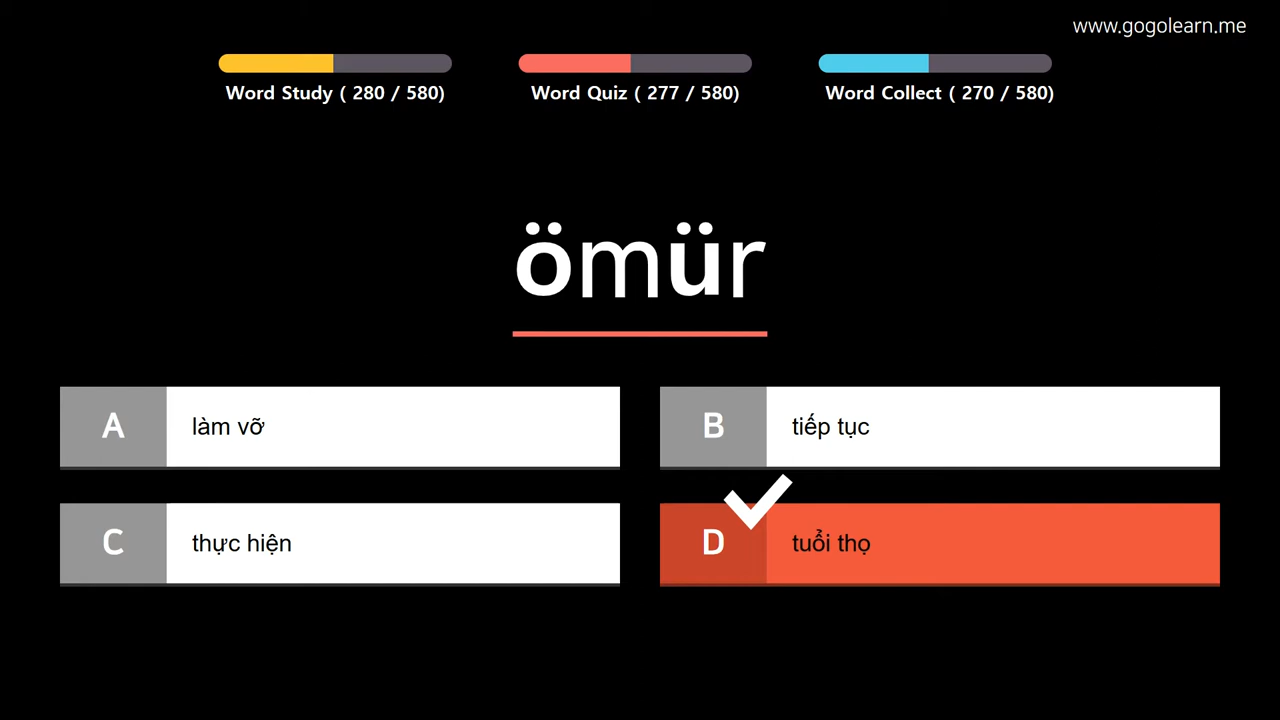 www.gogolearn.me
Word Study ( 280 / 580)
Word Quiz ( 277 / 580)
Word Collect ( 270 / 580)
ömür
A làm vỡ
B tiếp tục
C thực hiện
D tuổi thọ